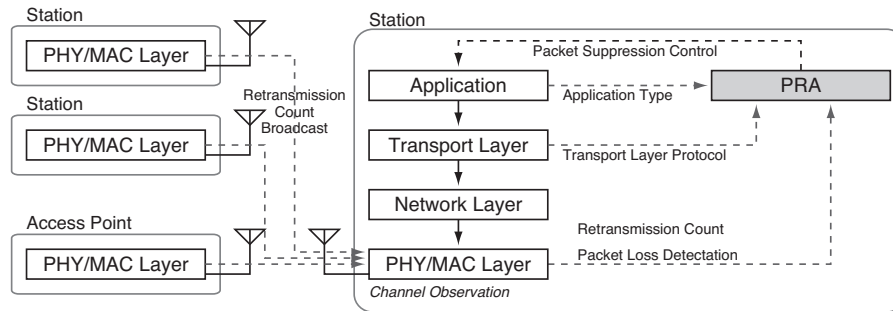 Station
PHY/MAC Layer
Station
PHY/MAC Layer
Access Point
PHY/MAC Layer
Retransmission
Count
Broadcast
Station
Packet Suppression Control
Application
Application Type
PRA
Transport Layer
Transport Layer Protocol
Network Layer
Retransmission Count
PHY/MAC Layer
Packet Loss Detectation
Channel Observation